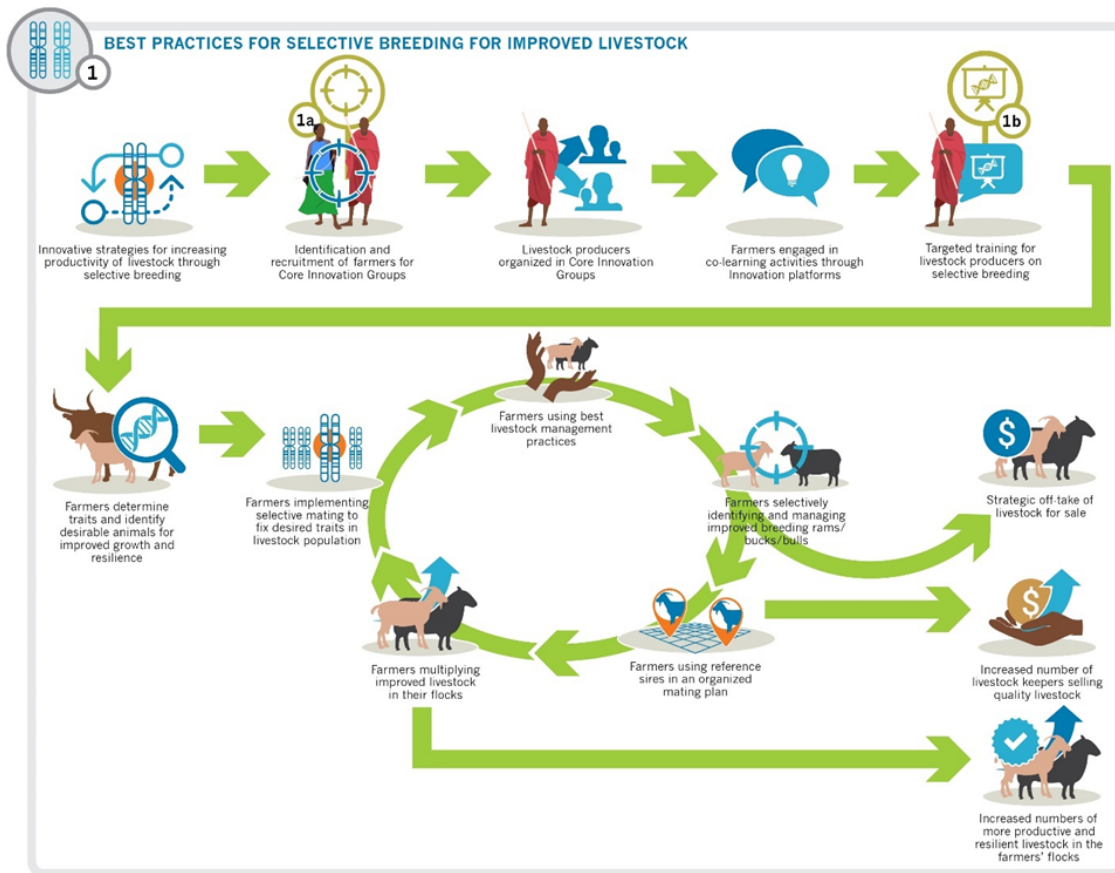 BEST PRACTICES FOR SELECTIVE BREEDING FOR IMPROVED LIVESTOCK
1
1a
1b
Innovative strategies for increasing
productivity of livestock through
selective breeding
Identification and
recruitment of farmers for
Core Innovation Groups
Livestock producers
organized in Core Innovation
Groups
Farmers engaged in
co-learning activities through
Innovation platforms
Targeted training for
livestock producers on
selective breeding
Farmers using best
livestock management
practices
Farmers determine
traits and identify
desirable animals for
improved growth and
resilience
Farmers implementing
selective mating to
fix desired traits in
livestock population
Farmers selectively
identifying and managing
improved breeding rams/
bucks/bulls
$
Strategic off-take of
livestock for sale
Farmers multiplying
improved livestock
in their flocks
Farmers using reference
sires in an organized
mating plan
$
Increased number of
livestock keepers selling
quality livestock
Increased numbers of
more productive and
resilient livestock in the
farmers' flocks